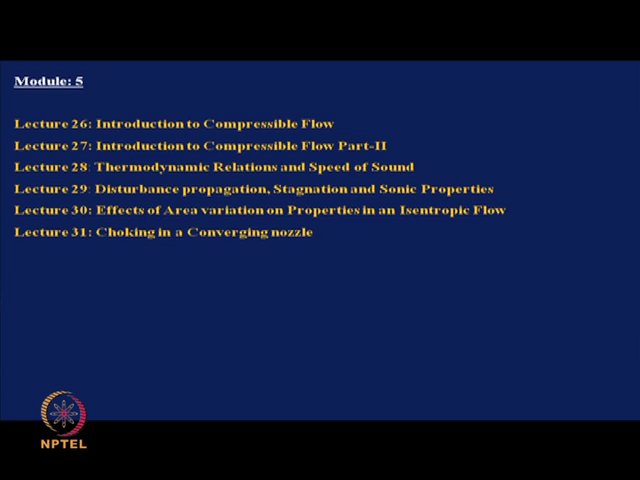 Module: 5
Lecture 26: Introduction to Compressible Flow
Lecture 27: Introduction to Compressible Flow Part-II
Lecture 28: Thermodynamic Relations and Speed of Sound
Lecture 29: Disturbance propagation, Stagnation and Sonic Properties
Lecture 30: Effects of Area variation on Properties in an Isentropic Flow
Lecture 31: Choking in a Converging nozzle
NPTEL